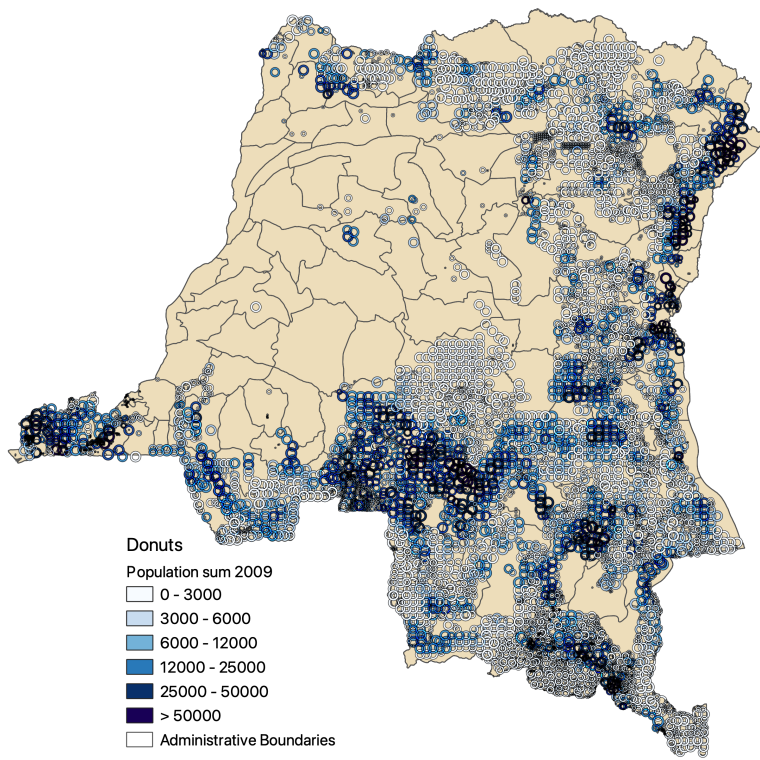 Donuts
Population sum 2009
0 - 3000
3000 - 6000
6000 - 12000
12000 - 25000
25000 - 50000
> 50000
Administrative Boundaries